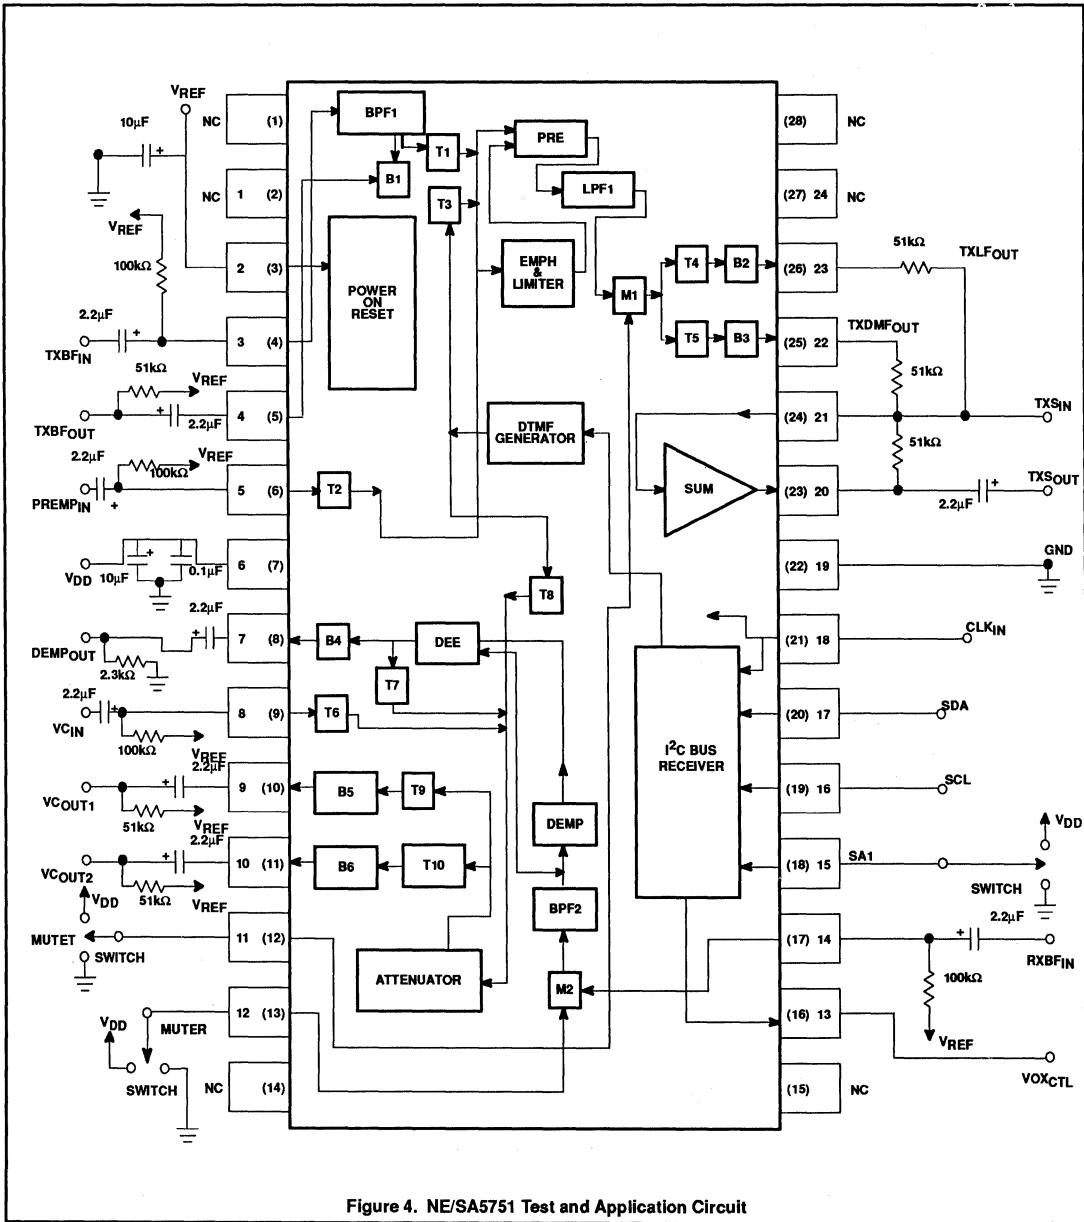 VREF
10µF
+
NC
(1)
NC
1 (2)
VREF
100kΩ
2 (3)
2.2µF
+
TXBFIN
3 (4)
51kΩ
VREF
TXBFOUT
+
2.2µF
4 (5)
2.2µF
VREF
100kΩ
PREMPIN
+
5 (6)
VDD
10µF
+
0.1µF
6 (7)
2.2µF
+
DEMPOUT
2.3kΩ
7 (8)
2.2µF
+
VCIN
100kΩ
VREF
8 (9)
2.2µF
+
VCOUT1
51kΩ
VREF
9 (10)
2.2µF
+
VCOUT2
51kΩ
VREF
10 (11)
VDD
MUTET
SWITCH
11 (12)
VDD
MUTER
SWITCH
12 (13)
NC
(14)
BPF1
T1
B1
T3
PRE
LPF1
POWER
ON
RESET
EMPH
&
LIMITER
M1
T4
B2
T5
B3
DTMF
GENERATOR
SUM
T2
T8
B4
DEE
T7
T6
B5
T9
B6
T10
DEMP
BPF2
ATTENUATOR
M2
I2C BUS
RECEIVER
(28)
NC
(27) 24
NC
(26) 23
51kΩ
TXLFOUT
(25) 22
TXDMFOUT
51kΩ
(24) 21
TXSIN
51kΩ
(23) 20
2.2µF
+
TXSOUT
(22) 19
GND
(21) 18
CLKIN
(20) 17
SDA
(19) 16
SCL
(18) 15
SA1
VDD
SWITCH
(17) 14
2.2µF
+
RXBFIN
100kΩ
VREF
(16) 13
VOXCTL
(15)
NC
Figure 4. NE/SA5751 Test and Application Circuit